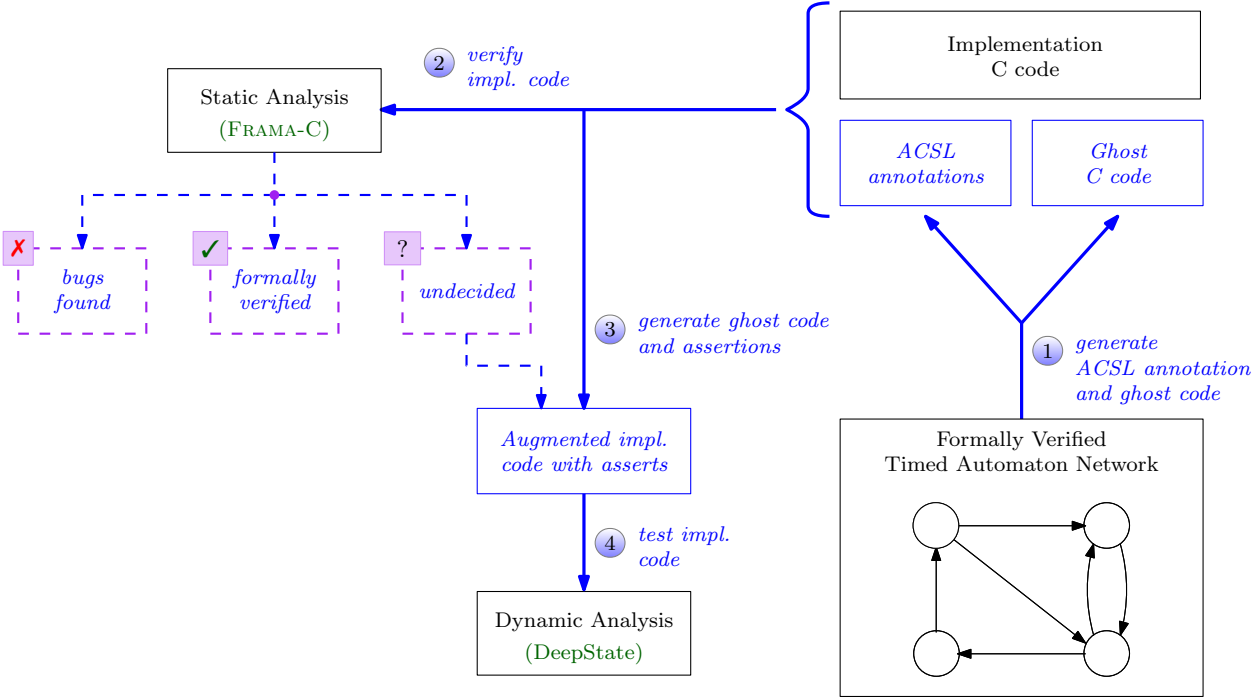 Implementation
C code
2
verify
impl. code
Static Analysis
(FRAMA-C)
ACSL
annotations
Ghost
C code
✗
bugs
found
✓
formally
verified
?
undecided
3
generate ghost code
and assertions
1
generate
ACSL annotation
and ghost code
Augmented impl.
code with asserts
Formally Verified
Timed Automaton Network
4
test impl.
code
Dynamic Analysis
(DeepState)